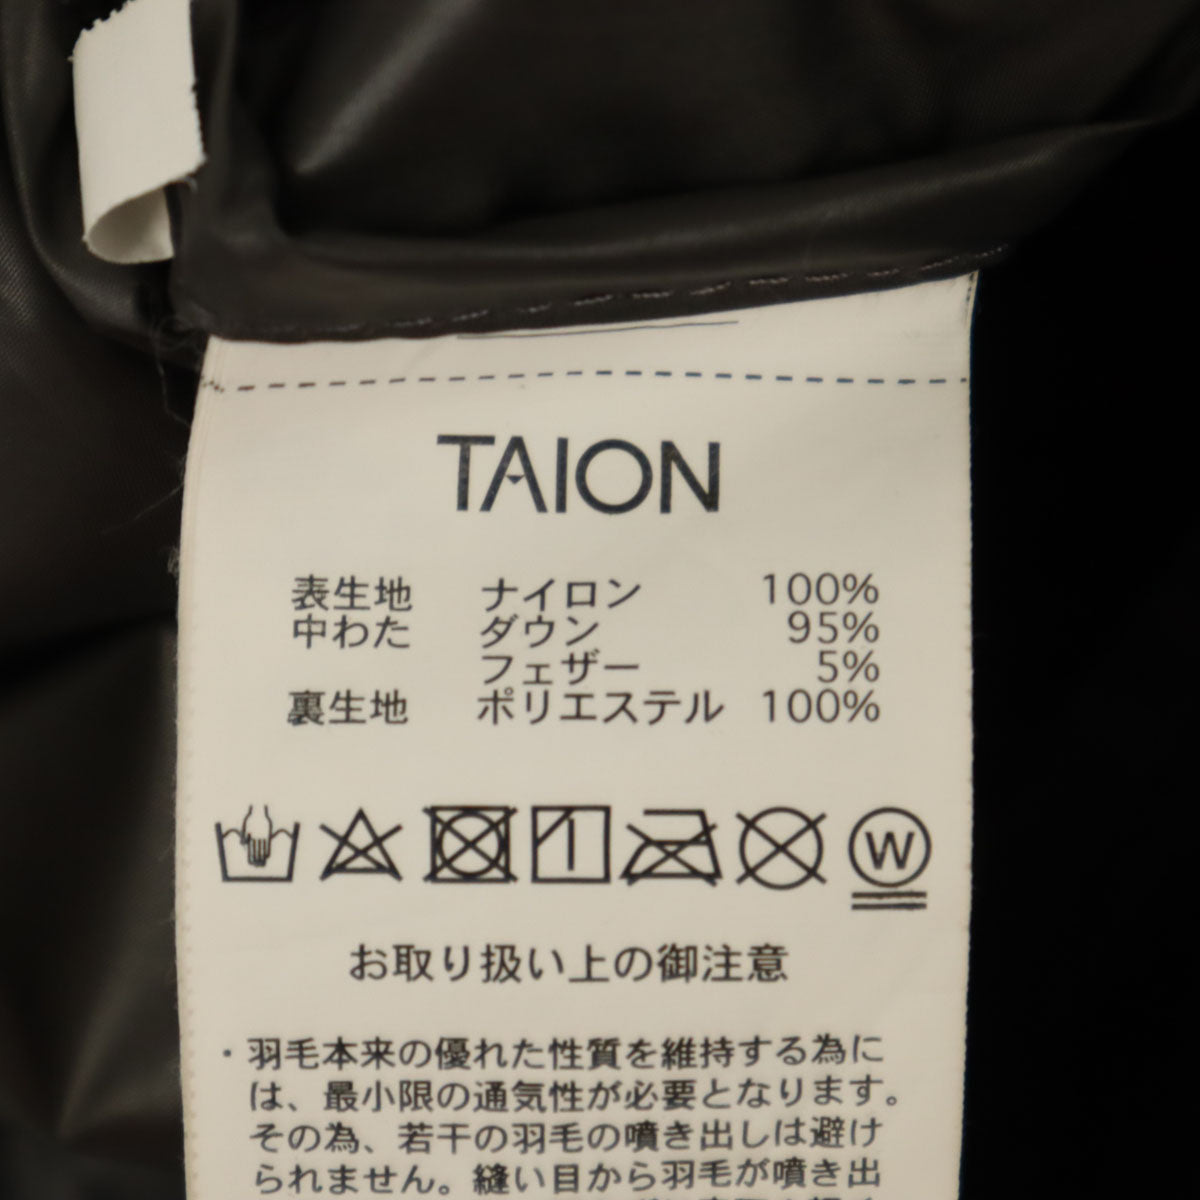 TAION
表生地 ナイロン 100%
中わた ダウン 95%
フェザー 5%
裏生地 ポリエステル 100%
W
お取り扱い上の御注意
・羽毛本来の優れた性質を維持する為に
は、最小限の通気性が必要となります。
その為、若干の羽毛の噴き出しは避け
られません。縫い目から羽毛が噴き出